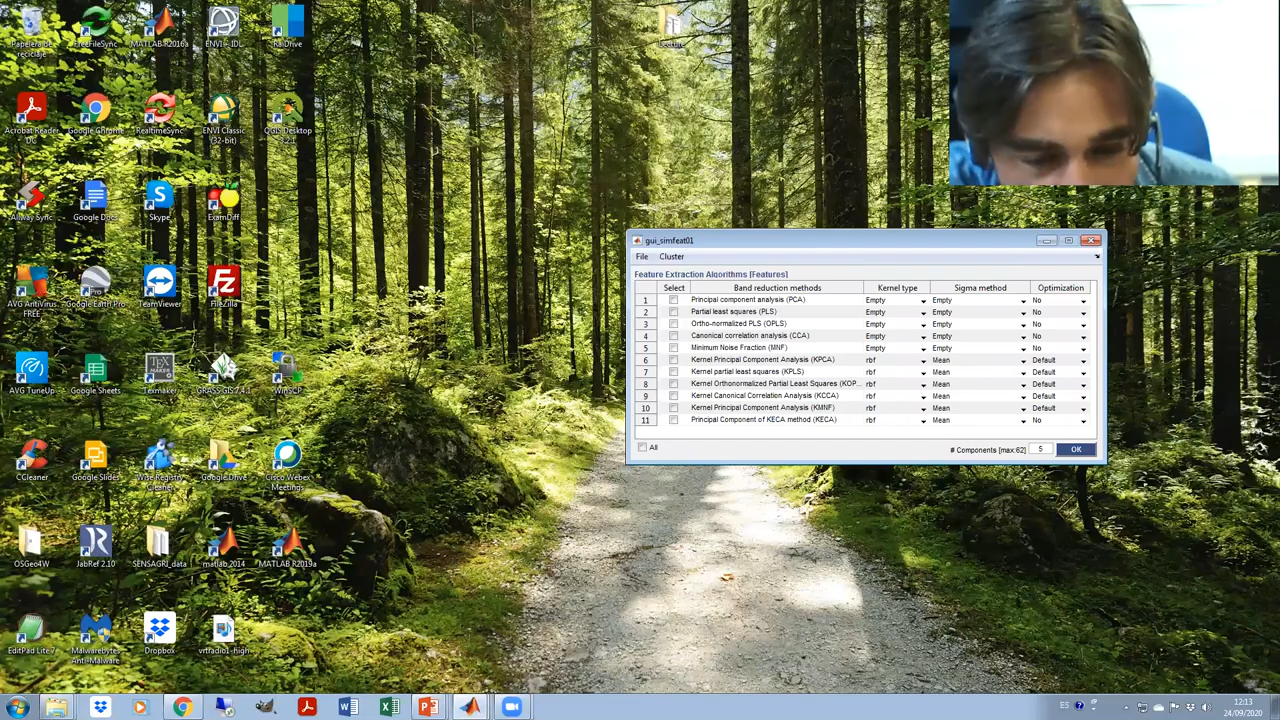 Papelera de reciclaje
FreeFileSync
MATLAB R2016a
ENVI - IDL
RaiDrive
Lecture
Acrobat Reader DC
Google Chrome
RealtimeSync
ENVI Classic (32-bit)
QGIS Desktop 3.2.1
Allway Sync
Google Docs
Skype
ExamDiff
AVG AntiVirus FREE
Google Earth Pro
TeamViewer
FileZilla
AVG TuneUp
Google Sheets
Texmaker
GRASS GIS 7.4.1
WinSCP
CCleaner
Google Slides
Wise Registry Cleaner
Google Drive
Cisco Webex Meetings
OSGeo4W
JabRef 2.10
SENSAGRI_data
matlab 2014
MATLAB R2019a
EditPad Lite 7
Malwarebytes Anti-Malware
Dropbox
vrtradio1-high
gui_simfeat01
File Cluster
Feature Extraction Algorithms [Features]
Select Band reduction methods Kernel type Sigma method Optimization
1 Principal component analysis (PCA) Empty Empty No
2 Partial least squares (PLS) Empty Empty No
3 Ortho-normalized PLS (OPLS) Empty Empty No
4 Canonical correlation analysis (CCA) Empty Empty No
5 Minimum Noise Fraction (MNF) Empty Empty No
6 Kernel Principal Component Analysis (KPCA) rbf Mean Default
7 Kernel partial least squares (KPLS) rbf Mean Default
8 Kernel Orthonormalized Partial Least Squares (KOP... rbf Mean Default
9 Kernel Canonical Correlation Analysis (KCCA) rbf Mean Default
10 Kernel Principal Component Analysis (KMNF) rbf Mean Default
11 Principal Component of KECA method (KECA) rbf Mean No
All # Components [max:62] 5 OK
ES
12:13
24/09/2020